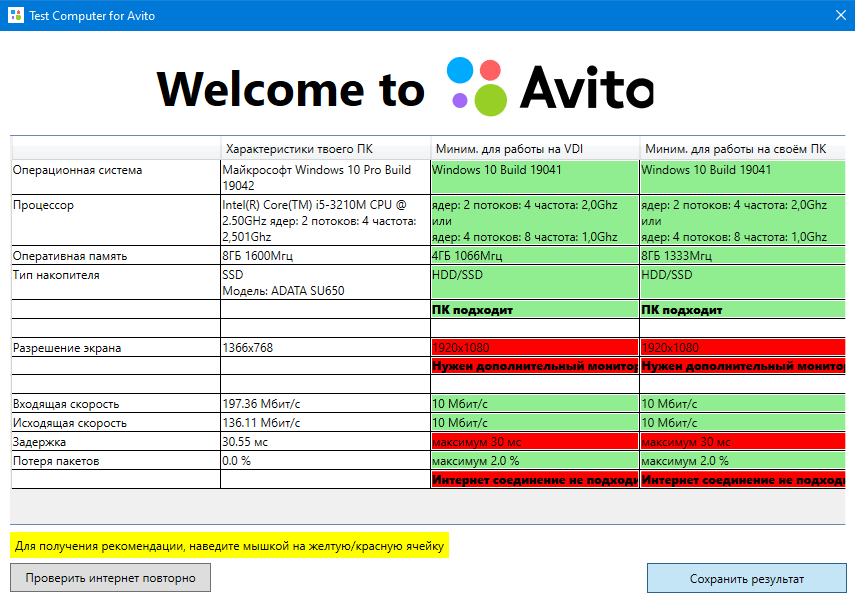 Test Computer for Avito
Welcome to Avito
Характеристики твоего ПК Миним. для работы на VDI Миним. для работы на своём ПК
Операционная система Майкрософт Windows 10 Pro Build Windows 10 Build 19041 Windows 10 Build 19041
19042
Процессор Intel(R) Core(TM) i5-3210M CPU @ ядер: 2 потоков: 4 частота: 2,0Ghz ядер: 2 потоков: 4 частота: 2,0Ghz
2.50GHz ядер: 2 потоков: 4 частота: или или
2,501Ghz ядер: 4 потоков: 8 частота: 1,0Ghz ядер: 4 потоков: 8 частота: 1,0Ghz
Оперативная память 8ГБ 1600Мгц 4ГБ 1066Мгц 8ГБ 1333Мгц
Тип накопителя SSD HDD/SSD HDD/SSD
Модель: ADATA SU650
ПК подходит ПК подходит
Разрешение экрана 1366x768 1920x1080 1920x1080
Нужен дополнительный монитор Нужен дополнительный монитор
Входящая скорость 197.36 Мбит/с 10 Мбит/с 10 Мбит/с
Исходящая скорость 136.11 Мбит/с 10 Мбит/с 10 Мбит/с
Задержка 30.55 мс максимум 30 мс максимум 30 мс
Потеря пакетов 0.0 % максимум 2.0 % максимум 2.0 %
Интернет соединение не подходи Интернет соединение не подходи
Для получения рекомендации, наведите мышкой на желтую/красную ячейку
Проверить интернет повторно Сохранить результат